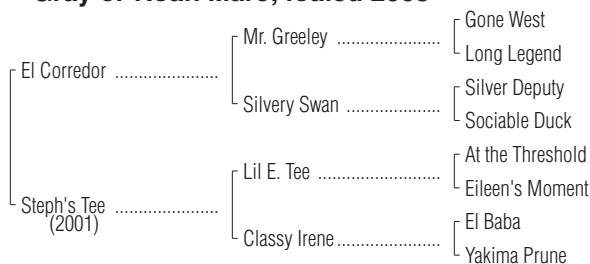 Gray or Roan Mare; foaled
Gone West
Mr. Greeley ....................
Long Legend
El Corredor ....................
Silver Deputy
Silvery Swan ..................
Sociable Duck
At the Threshold
Lil E. Tee ........................
Eileen's Moment
Steph's Tee ....................
(2001)
El Baba
Classy Irene....................
Yakima Prune